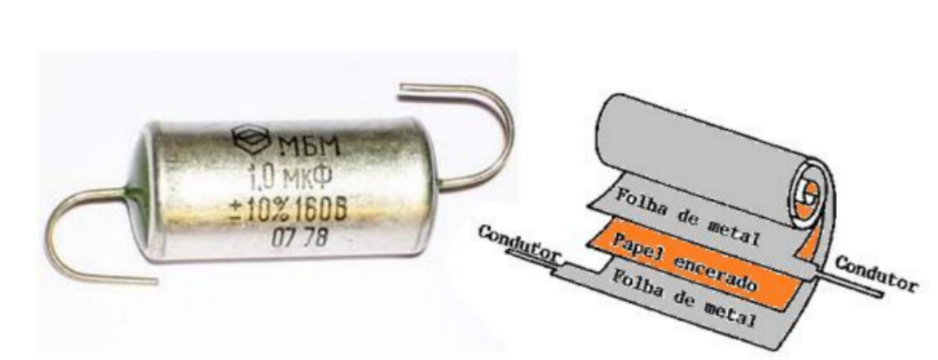 МБМ
1,0 МКФ
±10% 160В
07 78
Folha de metal
Papel encerado
Folha de metal
Condutor
Condutor